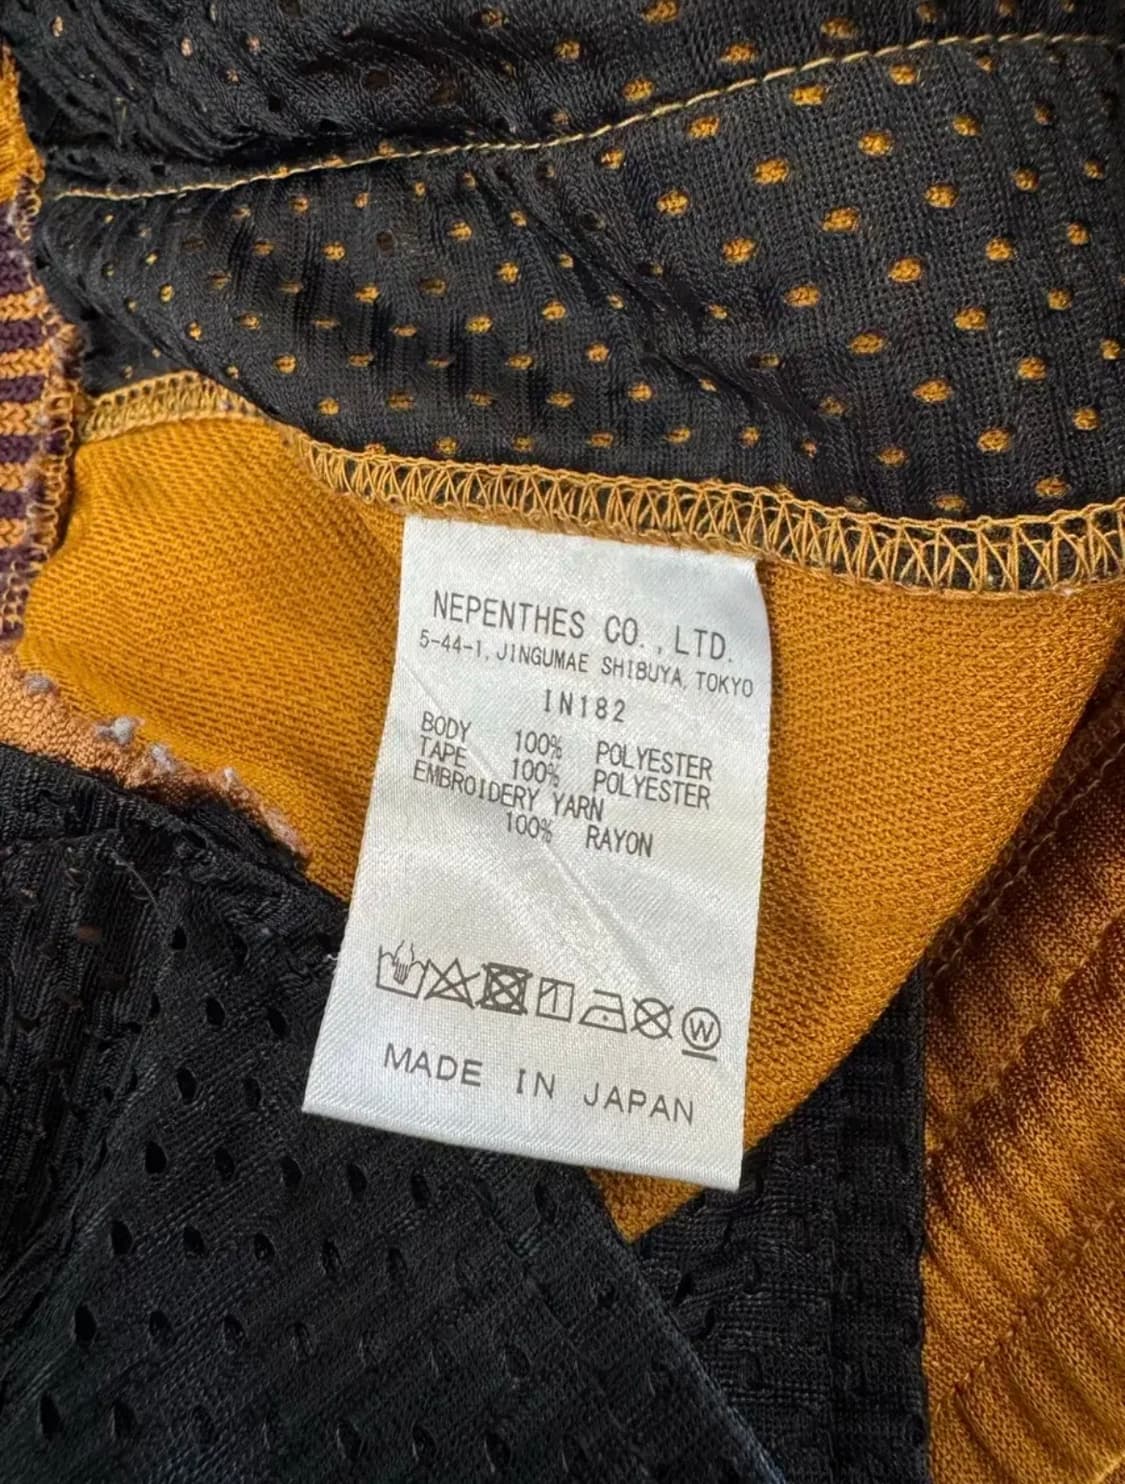 NEPENTHES CO.,LTD.
5-44-1, JINGUMAE SHIBUYA, TOKYO
IN182
BODY 100% POLYESTER
TAPE 100% POLYESTER
EMBROIDERY YARN
100% RAYON
W
MADE IN JAPAN